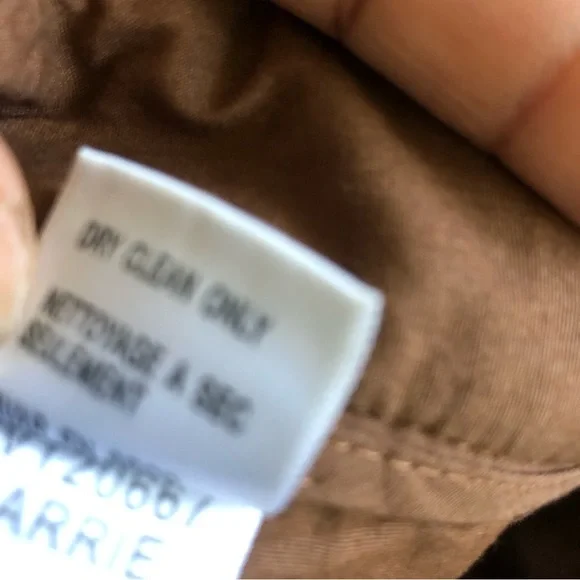 DRY CLEAN ONLY
NETTOYAGE A SEC
SEULEMENT
ARRIE